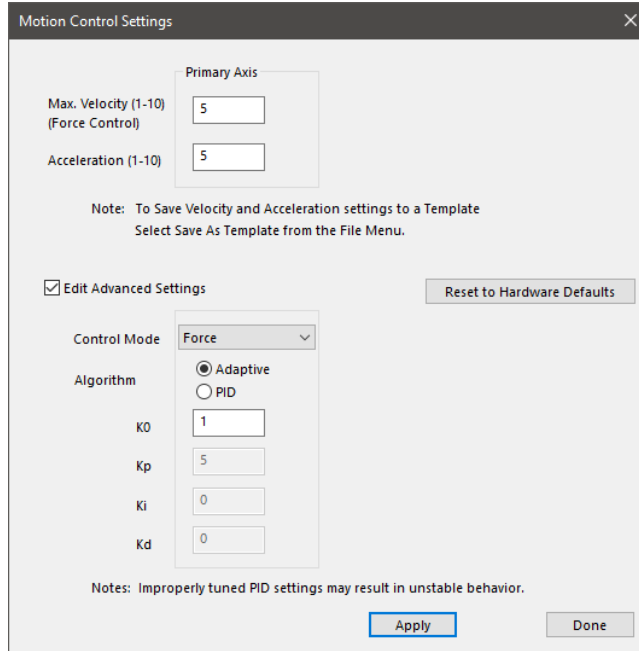 Motion Control Settings
Primary Axis
Max. Velocity (1-10)
(Force Control)
5
Acceleration (1-10)
5
Note: To Save Velocity and Acceleration settings to a Template
Select Save As Template from the File Menu.
Edit Advanced Settings
Reset to Hardware Defaults
Control Mode
Force
Algorithm
Adaptive
PID
K0
1
Kp
5
Ki
0
Kd
0
Notes: Improperly tuned PID settings may result in unstable behavior.
Apply
Done